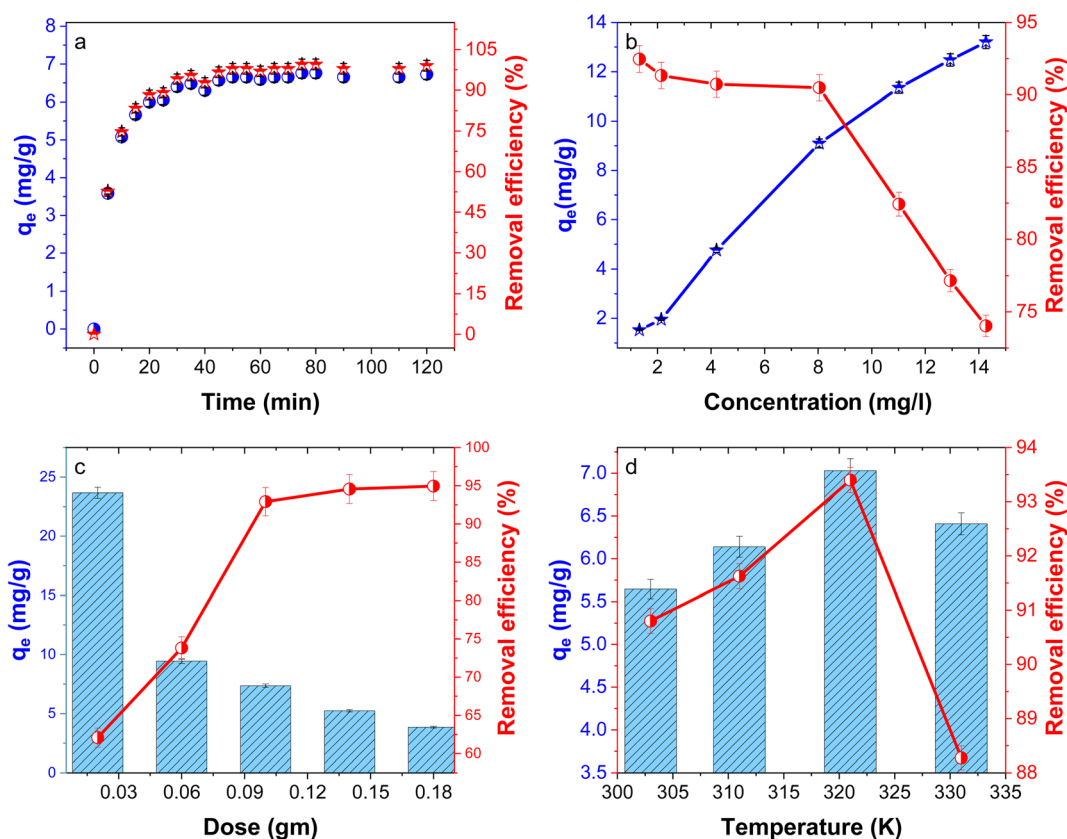 a
8
7
6
5
4
3
2
1
0
q_e (mg/g)
105
90
75
60
45
30
15
0
Removal efficiency (%)
0 20 40 60 80 100 120
Time (min)
b
14
12
10
8
6
4
2
q_e(mg/g)
95
90
85
80
75
Removal efficiency (%)
2 4 6 8 10 12 14
Concentration (mg/l)
c
25
20
15
10
5
0
q_e (mg/g)
100
95
90
85
80
75
70
65
60
Removal efficiency (%)
0.03 0.06 0.09 0.12 0.15 0.18
Dose (gm)
d
7.0
6.5
6.0
5.5
5.0
4.5
4.0
3.5
q_e (mg/g)
94
93
92
91
90
88
88
Removal efficiency (%)
300 305 310 315 320 325 330 335
Temperature (K)